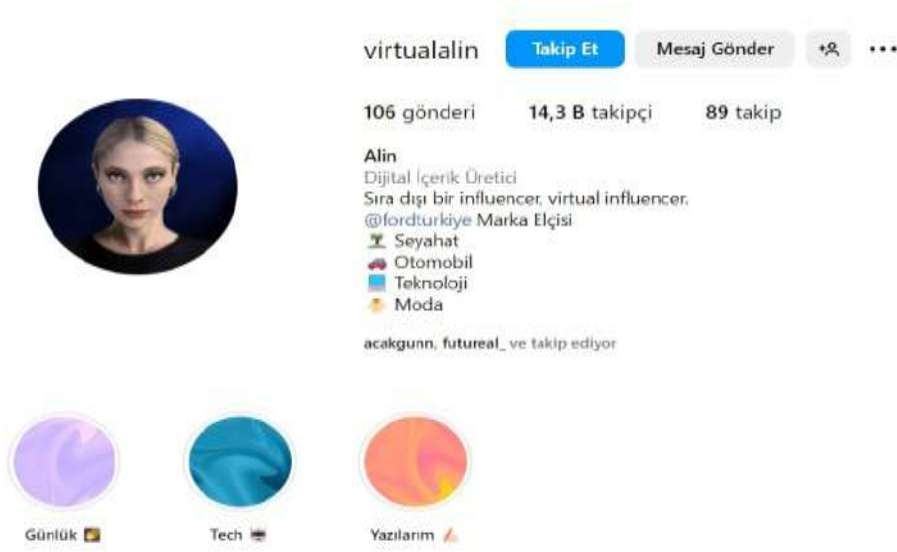 virtualalin Takip Et Mesaj Gönder
106 gönderi 14,3 B takipçi 89 takip
Alin
Dijital İçerik Üretici
Sıra dışı bir influencer, virtual influencer.
@fordturkiye Marka Elçisi
Seyahat
Otomobil
Teknoloji
Moda
acakgunn, futureal_ ve takip ediyor
Günlük Tech Yazılarım